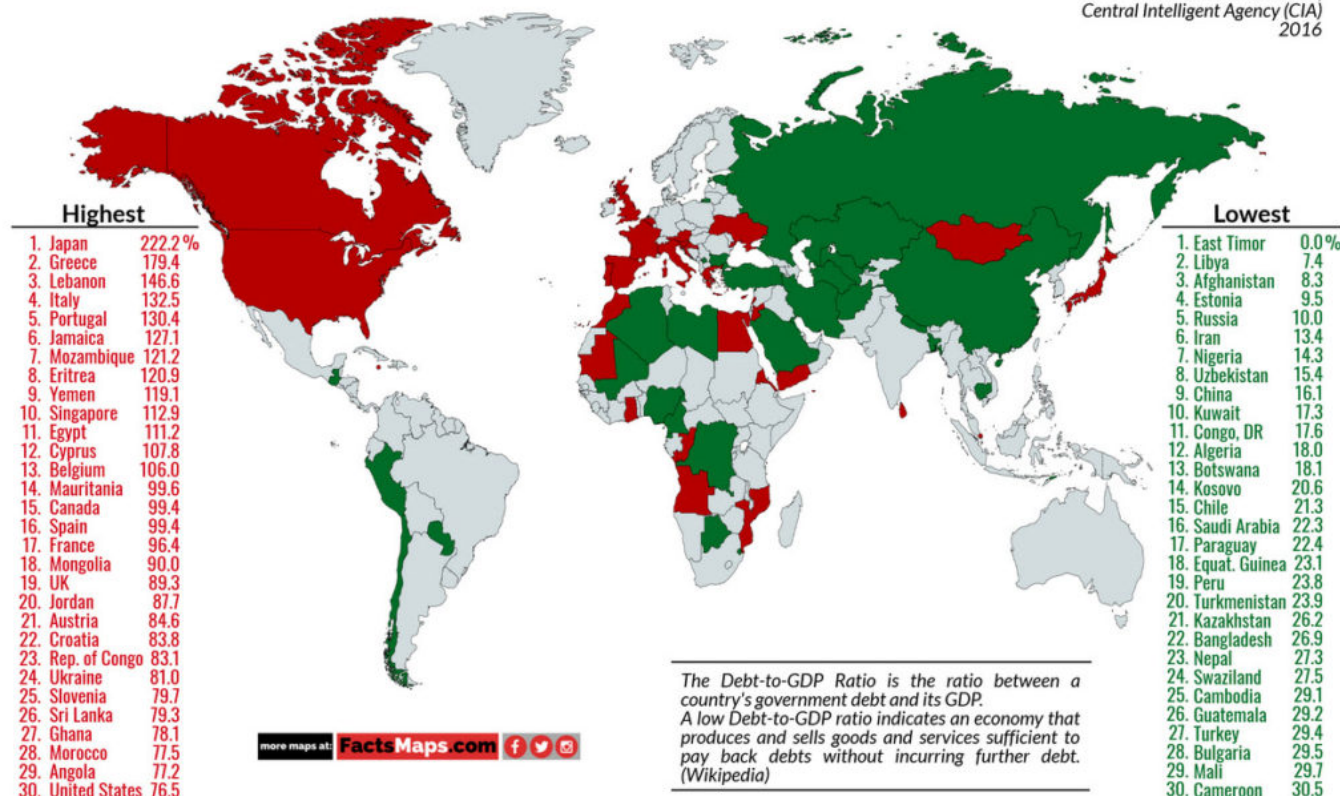 Central Intelligent Agency (CIA)
2016
Highest
1. Japan 222.2 %
2. Greece 179.4
3. Lebanon 146.6
4. Italy 132.5
5. Portugal 130.4
6. Jamaica 127.1
7. Mozambique 121.2
8. Eritrea 120.9
9. Yemen 119.1
10. Singapore 112.9
11. Egypt 111.2
12. Cyprus 107.8
13. Belgium 106.0
14. Mauritania 99.6
15. Canada 99.4
16. Spain 99.4
17. France 96.4
18. Mongolia 90.0
19. UK 89.3
20. Jordan 87.7
21. Austria 84.6
22. Croatia 83.8
23. Rep. of Congo 83.1
24. Ukraine 81.0
25. Slovenia 79.7
26. Sri Lanka 79.3
27. Ghana 78.1
28. Morocco 77.5
29. Angola 77.2
30. United States 76.5
more maps at: FactsMaps.com
The Debt-to-GDP Ratio is the ratio between a
country's government debt and its GDP.
A low Debt-to-GDP ratio indicates an economy that
produces and sells goods and services sufficient to
pay back debts without incurring further debt.
(Wikipedia)
Lowest
1. East Timor 0.0 %
2. Libya 7.4
3. Afghanistan 8.3
4. Estonia 9.5
5. Russia 10.0
6. Iran 13.4
7. Nigeria 14.3
8. Uzbekistan 15.4
9. China 16.1
10. Kuwait 17.3
11. Congo, DR 17.6
12. Algeria 18.0
13. Botswana 18.1
14. Kosovo 20.6
15. Chile 21.3
16. Saudi Arabia 22.3
17. Paraguay 22.4
18. Equat. Guinea 23.1
19. Peru 23.8
20. Turkmenistan 23.9
21. Kazakhstan 26.2
22. Bangladesh 26.9
23. Nepal 27.3
24. Swaziland 27.5
25. Cambodia 29.1
26. Guatemala 29.2
27. Turkey 29.4
28. Bulgaria 29.5
29. Mali 29.7
30. Cameroon 30.5